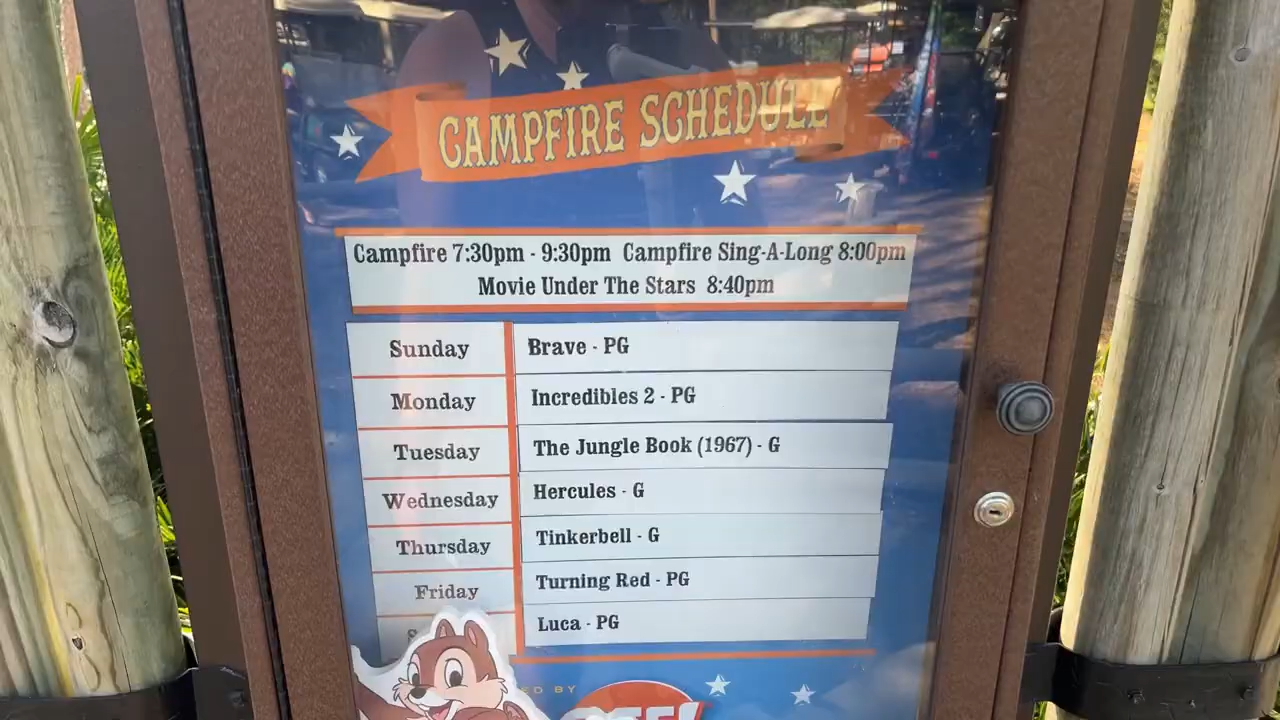 CAMPFIRE SCHEDULE
Campfire 7:30pm - 9:30pm Campfire Sing-A-Long 8:00pm
Movie Under The Stars 8:40pm
Sunday Brave - PG
Monday Incredibles 2 - PG
Tuesday The Jungle Book (1967) - G
Wednesday Hercules - G
Thursday Tinkerbell - G
Friday Turning Red - PG
Luca - PG
BY
OFF!